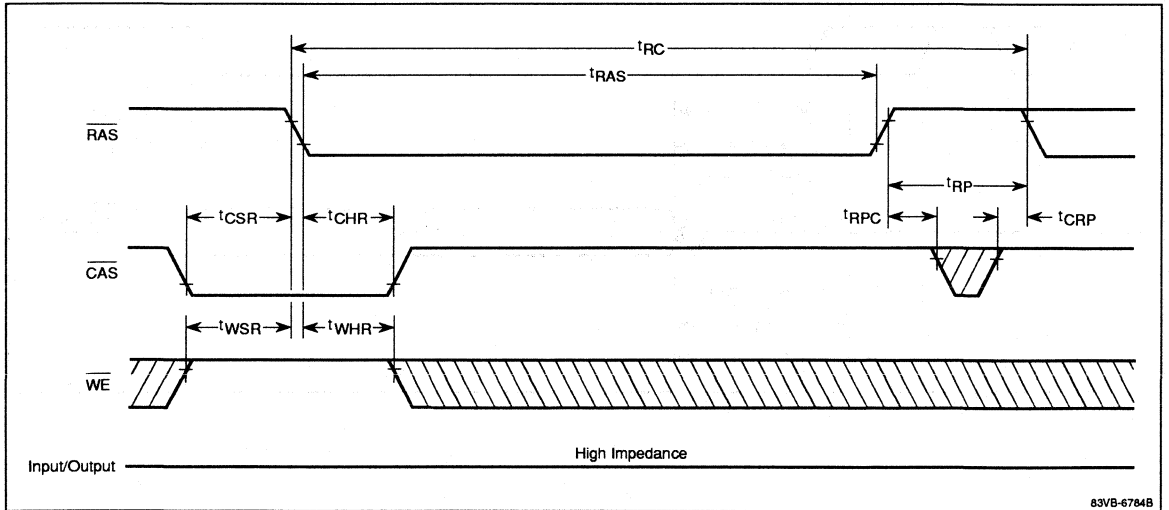 tRC
tRAS
RAS
tRP
tCSR
tCHR
tRPC
tCRP
CAS
tWSR
tWHR
WE
High Impedance
Input/Output
83VB-6784B